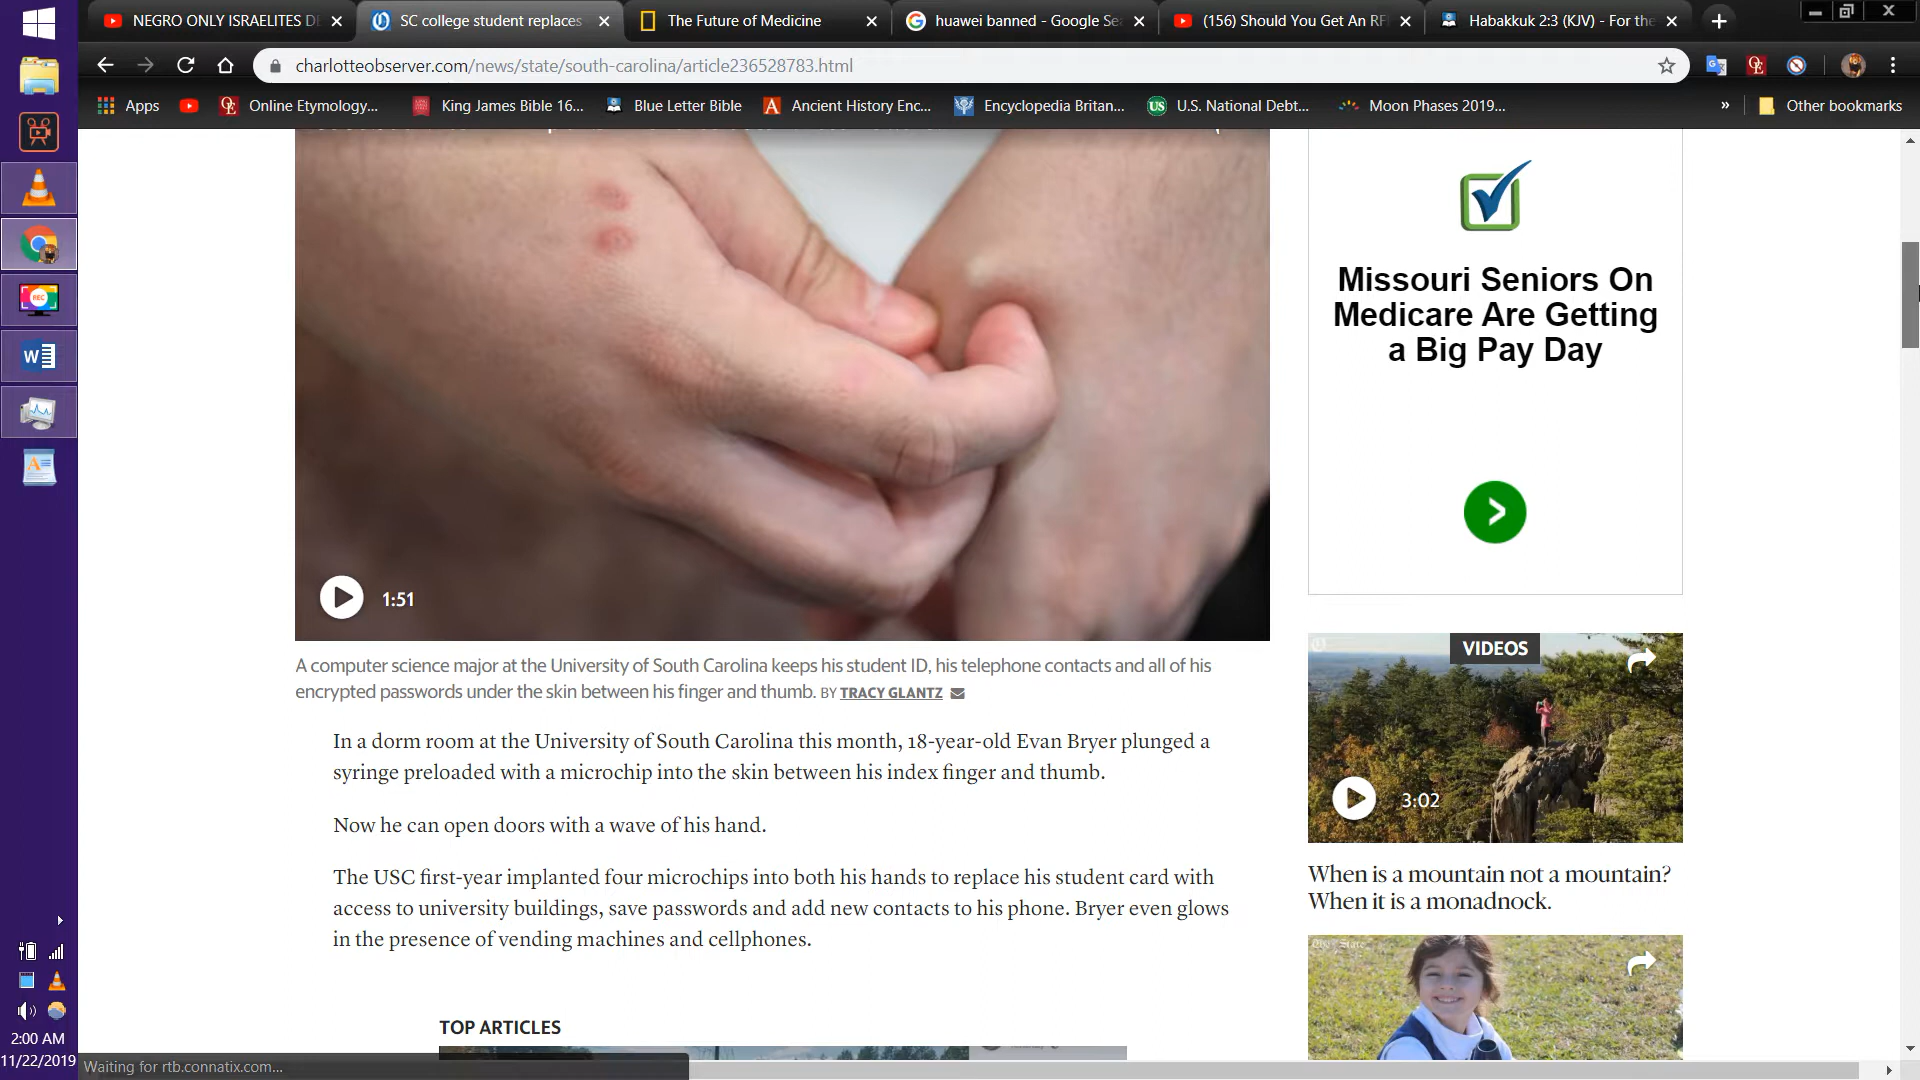 NEGRO ONLY ISRAELITES D
SC college student replaces
The Future of Medicine
huawei banned - Google Se
(156) Should You Get An RF
Habakkuk 2:3 (KJV) - For the
charlotteobserver.com/news/state/south-carolina/article236528783.html
Apps
Online Etymology...
King James Bible 16...
Blue Letter Bible
Ancient History Enc...
Encyclopedia Britan...
U.S. National Debt...
Moon Phases 2019...
»
Other bookmarks
Missouri Seniors On
Medicare Are Getting
a Big Pay Day
1:51
A computer science major at the University of South Carolina keeps his student ID, his telephone contacts and all of his
encrypted passwords under the skin between his finger and thumb. BY TRACY GLANTZ
In a dorm room at the University of South Carolina this month, 18-year-old Evan Bryer plunged a
syringe preloaded with a microchip into the skin between his index finger and thumb.
Now he can open doors with a wave of his hand.
The USC first-year implanted four microchips into both his hands to replace his student card with
access to university buildings, save passwords and add new contacts to his phone. Bryer even glows
in the presence of vending machines and cellphones.
TOP ARTICLES
VIDEOS
3:02
When is a mountain not a mountain?
When it is a monadnock.
The State
2:00 AM
11/22/2019
Waiting for rtb.connatix.com...